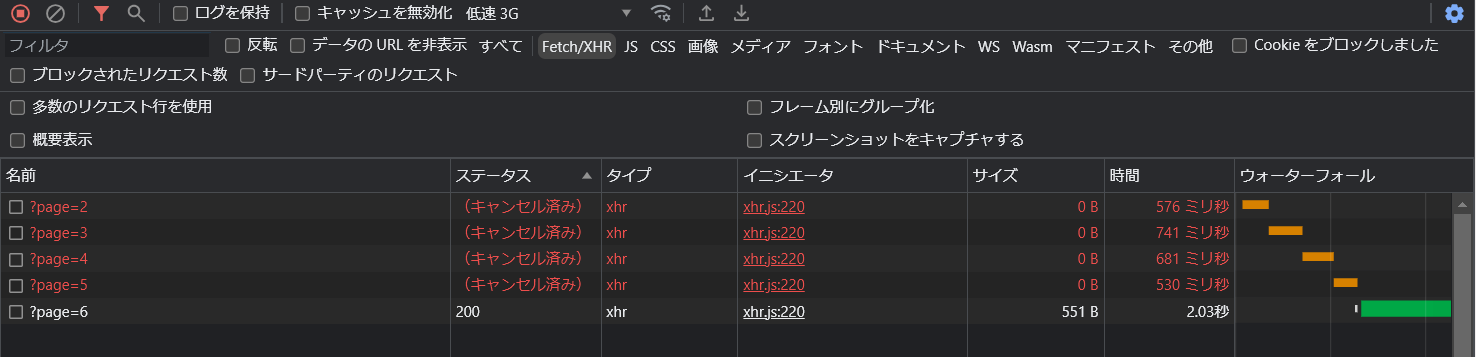 ログを保持 キャッシュを無効化 低速 3G
フィルタ 反転 データの URL を非表示 すべて Fetch/XHR JS CSS 画像 メディア フォント ドキュメント WS Wasm マニフェスト その他 Cookie をブロックしました
ブロックされたリクエスト数 サードパーティのリクエスト
多数のリクエスト行を使用 フレーム別にグループ化
概要表示 スクリーンショットをキャプチャする
名前 ステータス タイプ イニシエータ サイズ 時間 ウォーターフォール
?page=2 （キャンセル済み） xhr xhr.js:220 0 B 576 ミリ秒
?page=3 （キャンセル済み） xhr xhr.js:220 0 B 741 ミリ秒
?page=4 （キャンセル済み） xhr xhr.js:220 0 B 681 ミリ秒
?page=5 （キャンセル済み） xhr xhr.js:220 0 B 530 ミリ秒
?page=6 200 xhr xhr.js:220 551 B 2.03秒